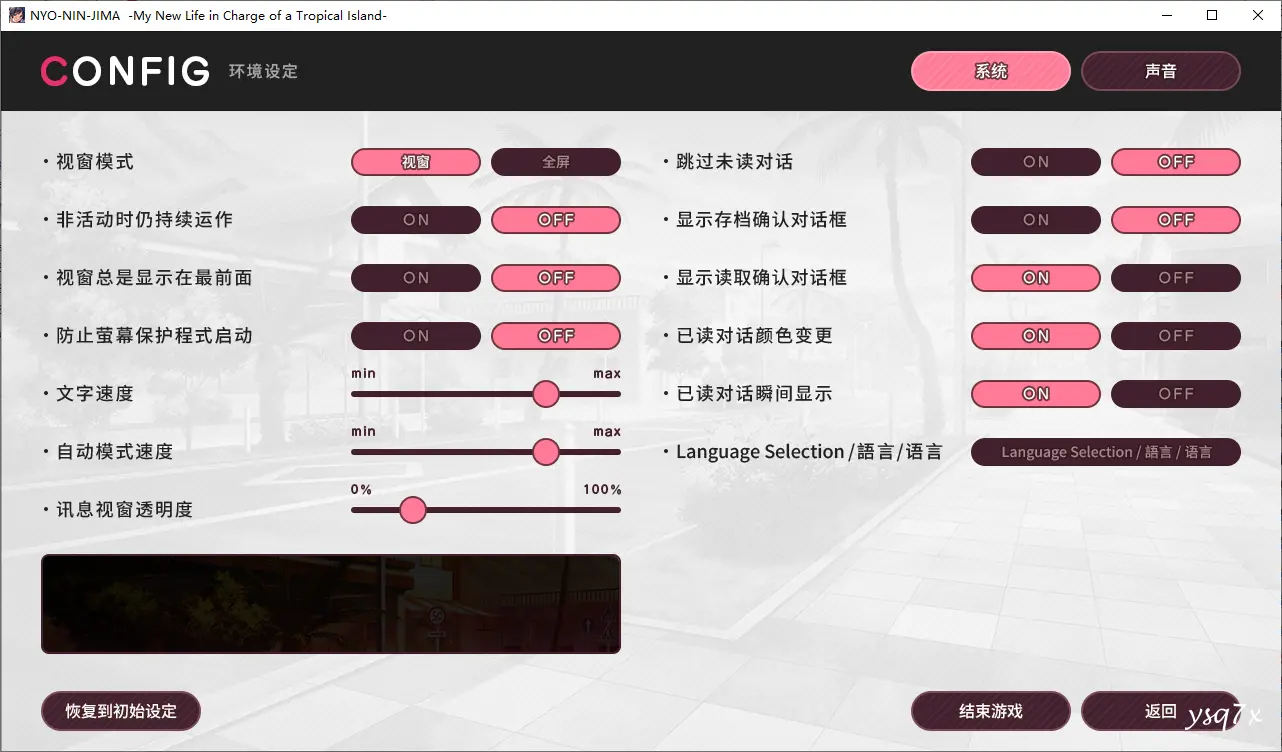 NYO-NIN-JIMA -My New Life in Charge of a Tropical Island-
CONFIG 环境设定
系统 声音
・视窗模式 视窗 全屏
・非活动时仍持续运作 ON OFF
・视窗总是显示在最前面 ON OFF
・防止萤幕保护程式启动 ON OFF
・文字速度 min max
・自动模式速度 min max
・讯息视窗透明度 0% 100%
・跳过未读对话 ON OFF
・显示存档确认对话框 ON OFF
・显示读取确认对话框 ON OFF
・已读对话颜色变更 ON OFF
・已读对话瞬间显示 ON OFF
・Language Selection /語言/语言 Language Selection / 語言 / 语言
恢复到初始设定 结束游戏 返回
ysq7x